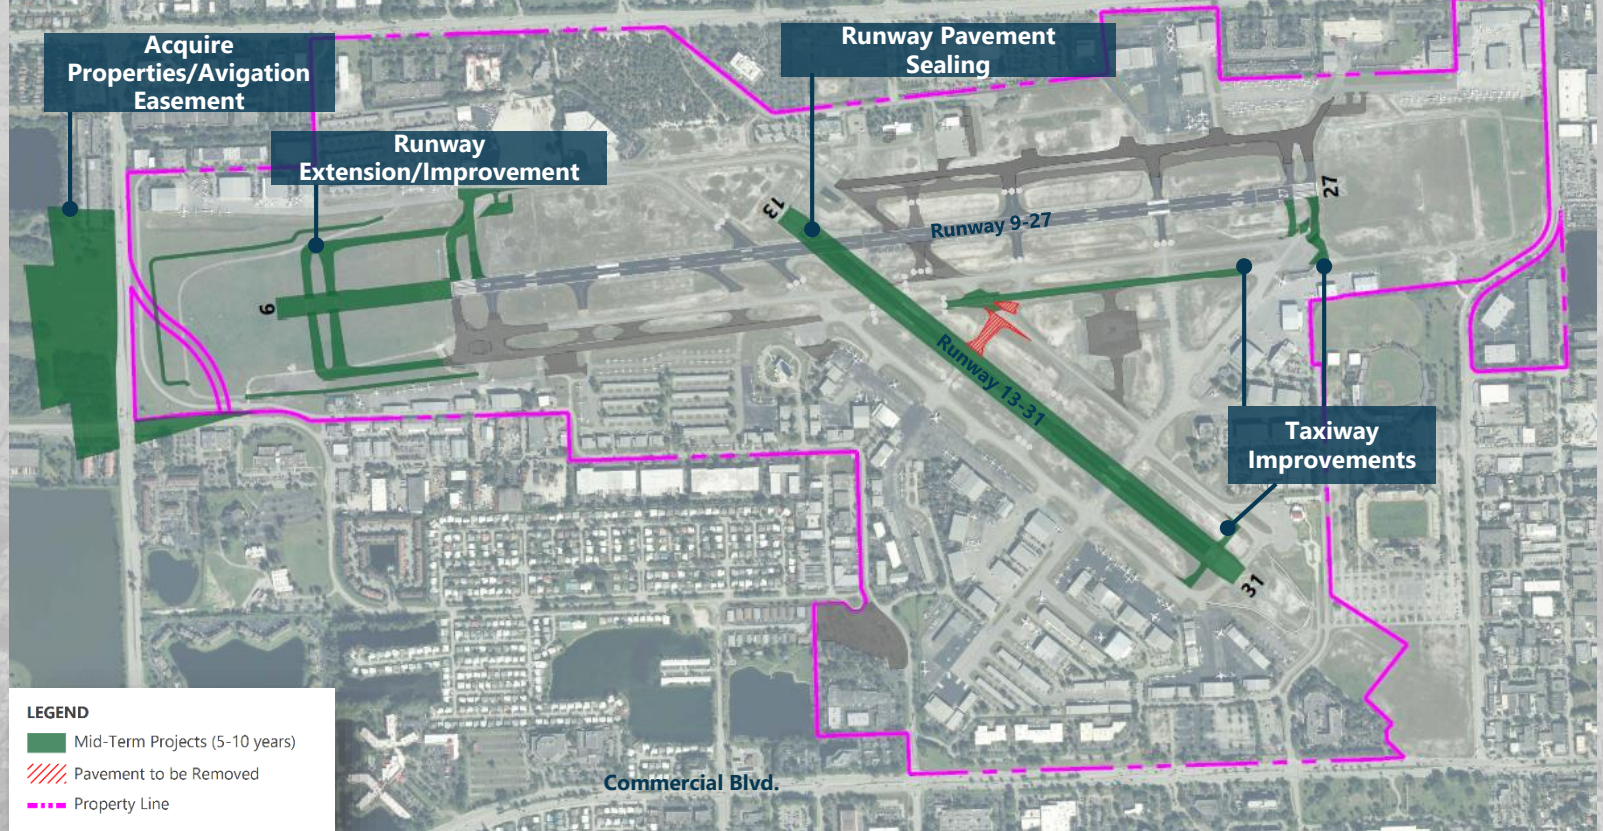 Acquire
Properties/Avigation
Easement
Runway Pavement
Sealing
Runway
Extension/Improvement
13
27
Runway 9-27
9
Runway 13-31
Taxiway
Improvements
31
LEGEND
Mid-Term Projects (5-10 years)
Pavement to be Removed
Property Line
Commercial Blvd.